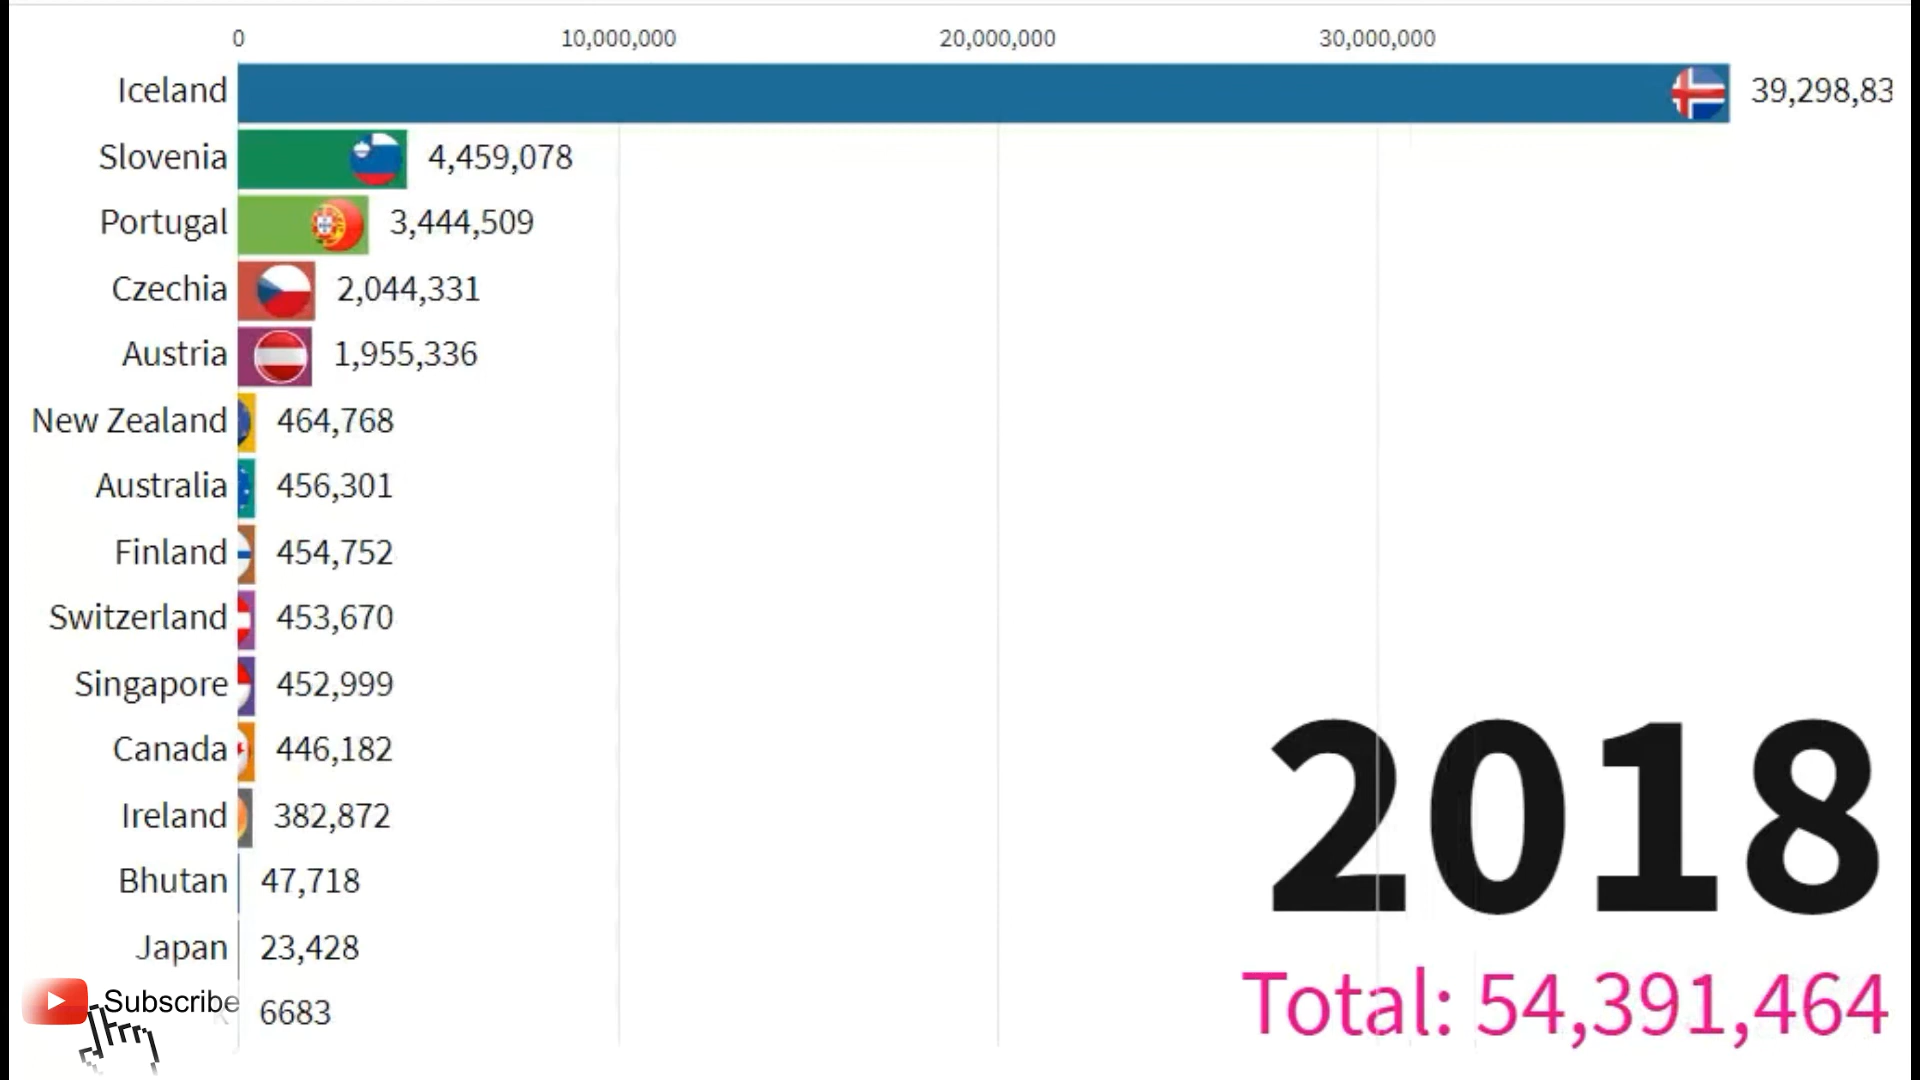 0 10,000,000 20,000,000 30,000,000
Iceland 39,298,83
Slovenia 4,459,078
Portugal 3,444,509
Czechia 2,044,331
Austria 1,955,336
New Zealand 464,768
Australia 456,301
Finland 454,752
Switzerland 453,670
Singapore 452,999
Canada 446,182
Ireland 382,872
Bhutan 47,718
Japan 23,428
Subscribe 6683
2018
Total: 54,391,464